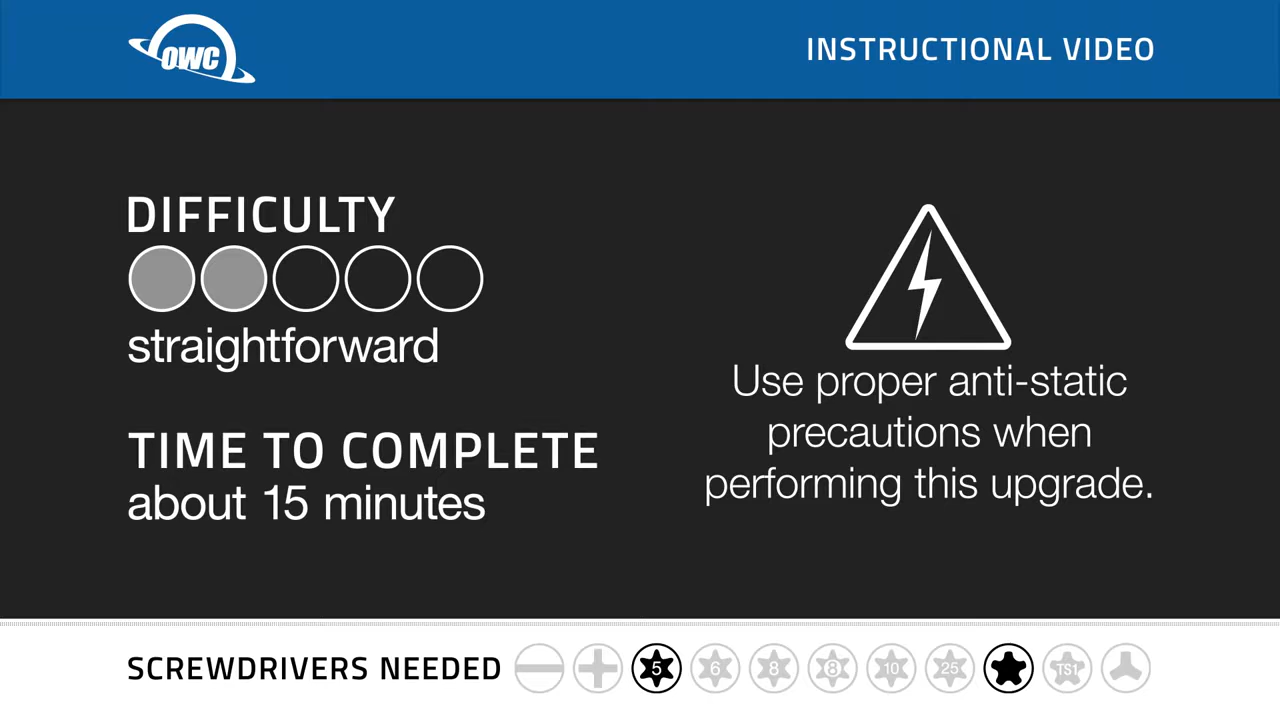 OWC
INSTRUCTIONAL VIDEO
DIFFICULTY
straightforward
TIME TO COMPLETE
about 15 minutes
Use proper anti-static
precautions when
performing this upgrade.
SCREWDRIVERS NEEDED 5 6 8 8 10 25 TS1